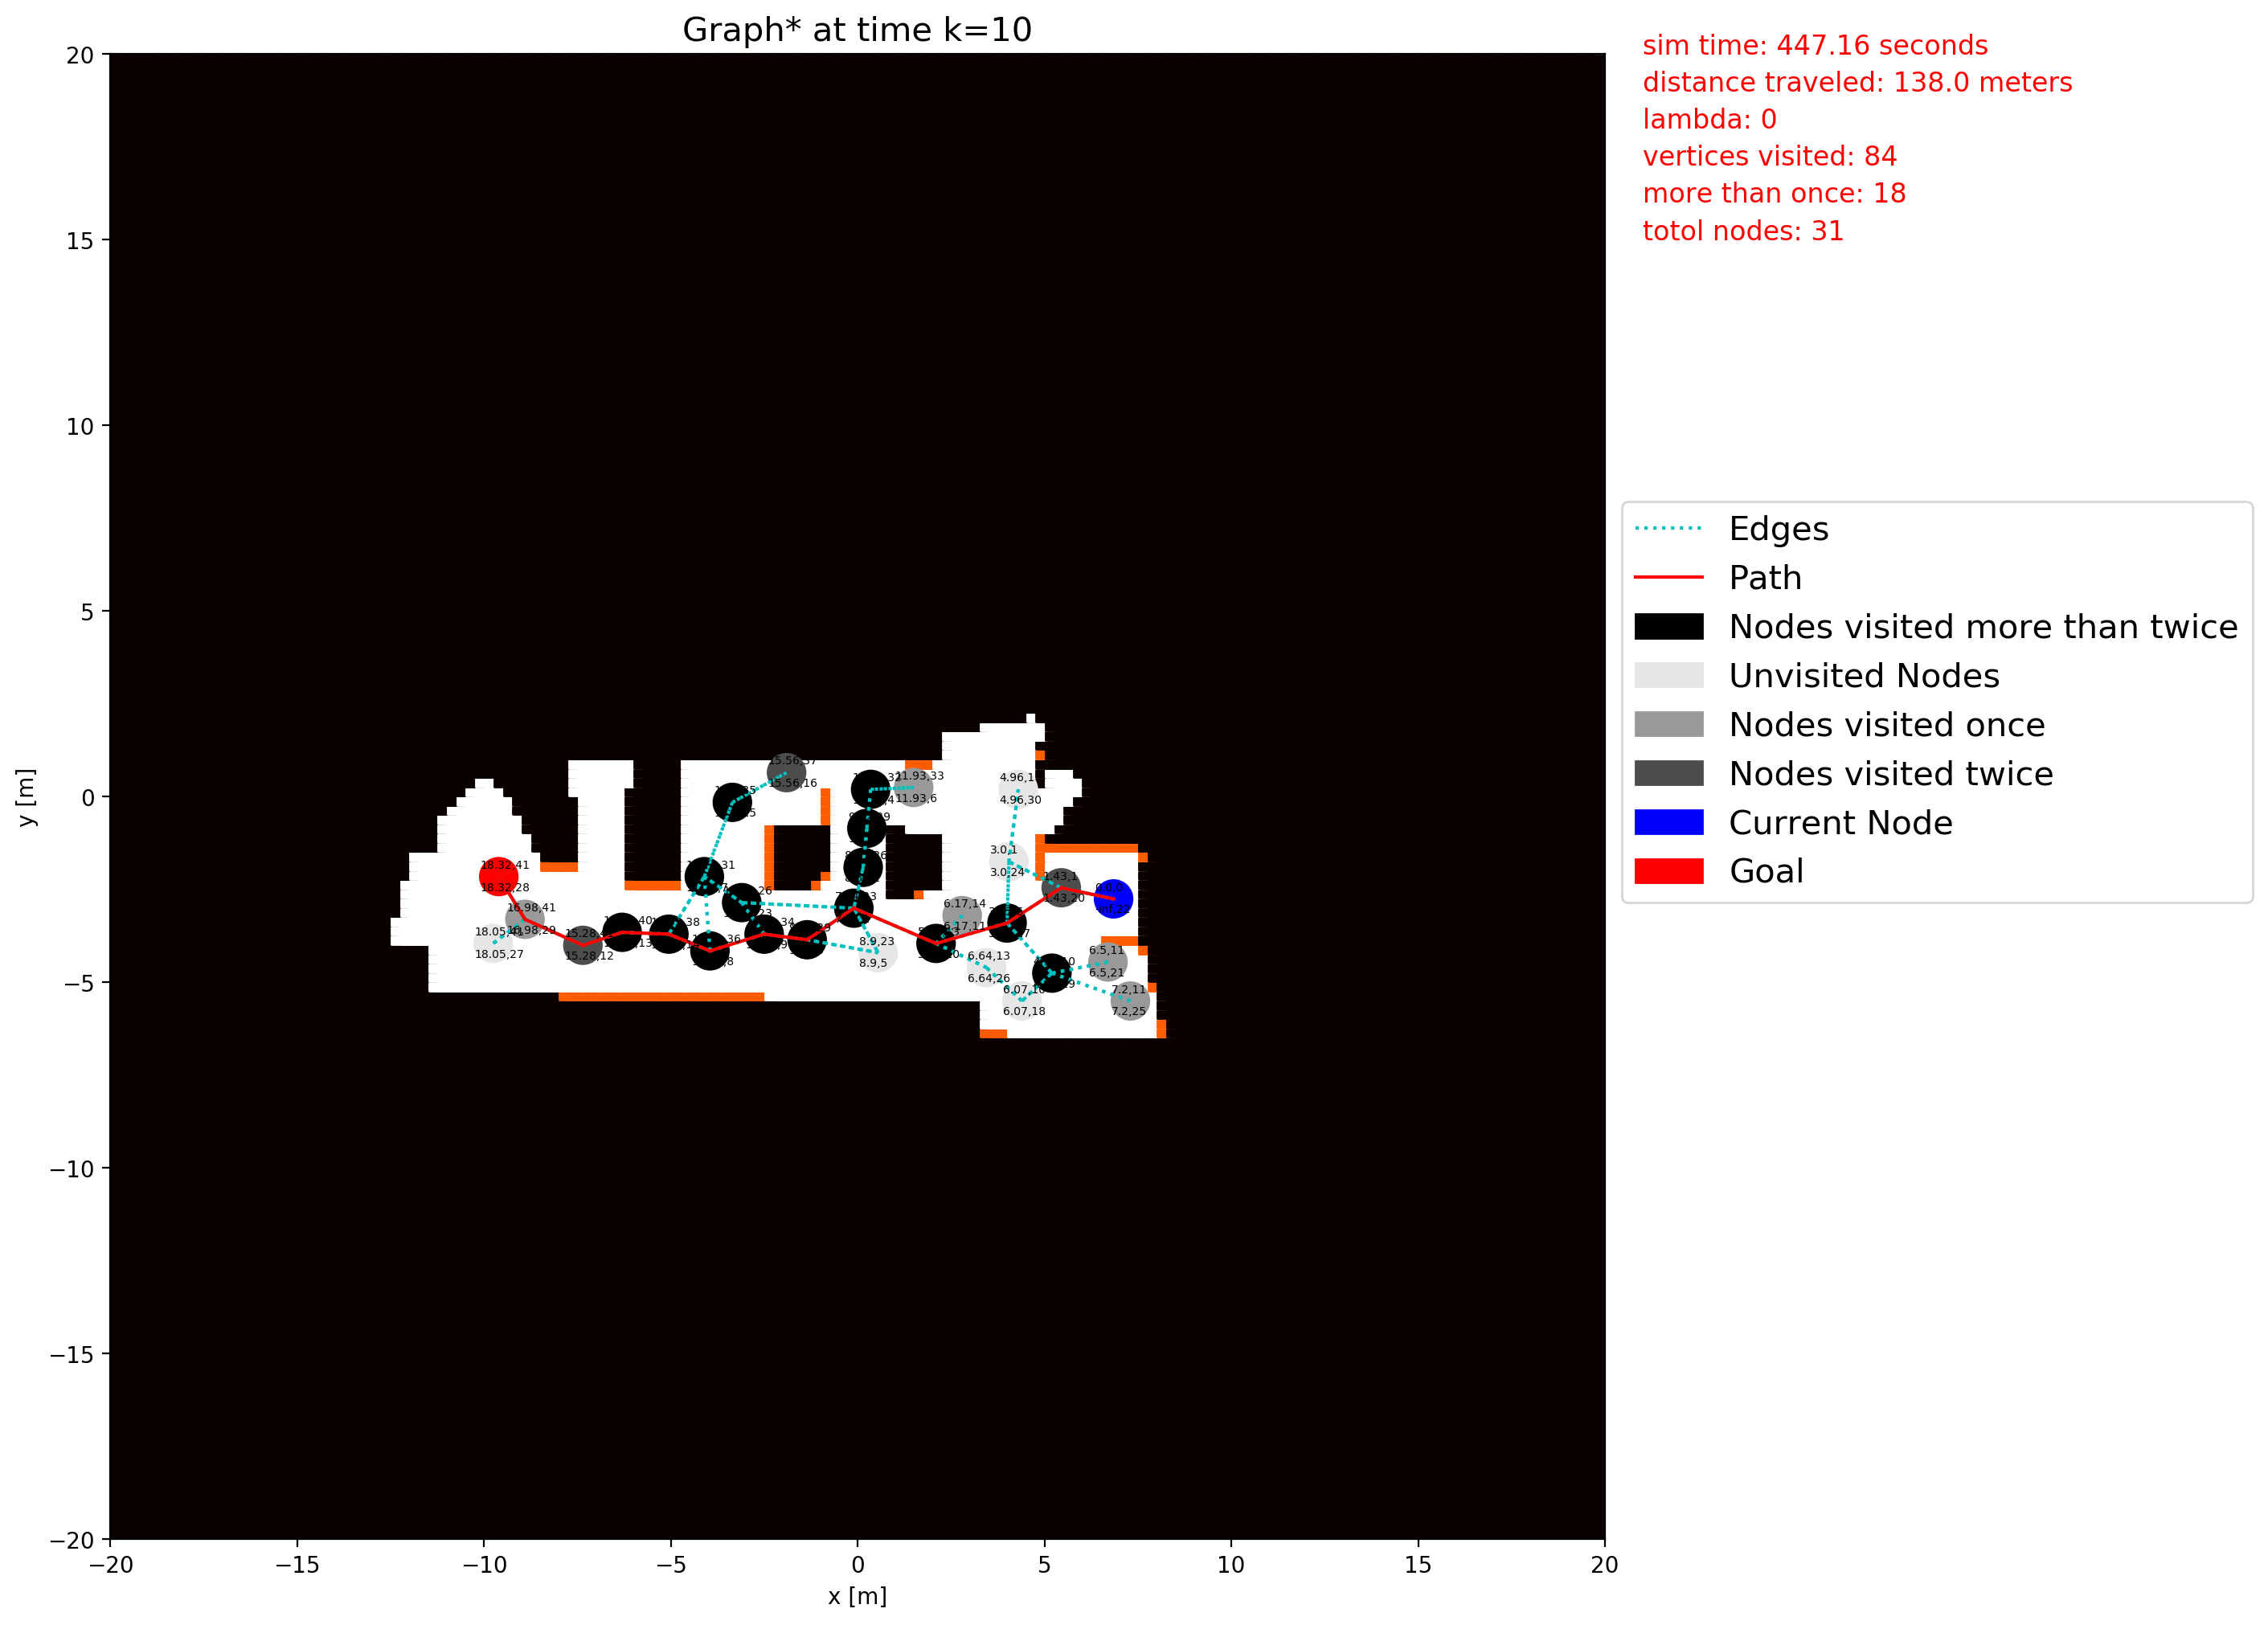 Graph* at time k=10
sim time: 447.16 seconds
distance traveled: 138.0 meters
lambda: 0
vertices visited: 84
more than once: 18
totol nodes: 31
Edges
Path
Nodes visited more than twice
Unvisited Nodes
Nodes visited once
Nodes visited twice
Current Node
Goal
20
15
10
5
0
−5
−10
−15
−20
y [m]
−20 −15 −10 −5 0 5 10 15 20
x [m]
15.56,16
11.93,33
11.93,6
4.96,30
3.0,1
3.0,24
1.43,1
1.43,20
18.32,41
18.32,28
16.98,41
16.98,29
18.05,27
15.28,12
6.17,14
6.17,11
8.9,23
8.9,5
6.64,13
6.64,26
6.07,18
6.5,11
6.5,21
7.2,11
7.2,25